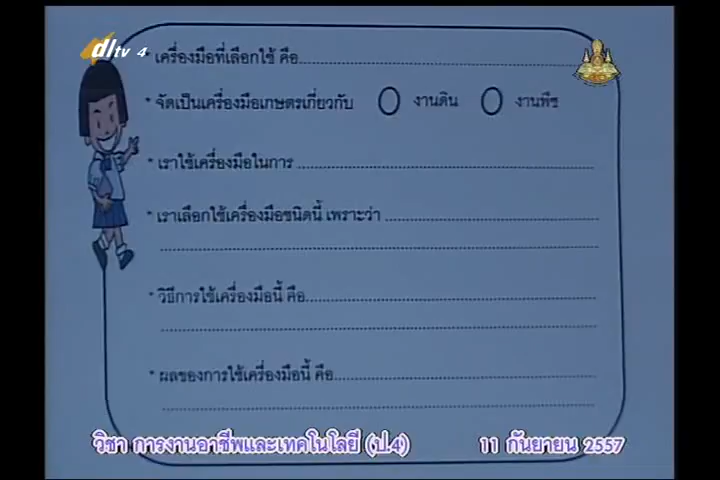 dltv 4
* เครื่องมือที่เลือกใช้ คือ
* จัดเป็นเครื่องมือเกษตรเกี่ยวกับ งานดิน งานพืช
* เราใช้เครื่องมือในการ
* เราเลือกใช้เครื่องมือชนิดนี้ เพราะว่า
* วิธีการใช้เครื่องมือนี้ คือ
* ผลของการใช้เครื่องมือนี้ คือ
วิชา การงานอาชีพและเทคโนโลยี (ป.4) 11 กันยายน 2557